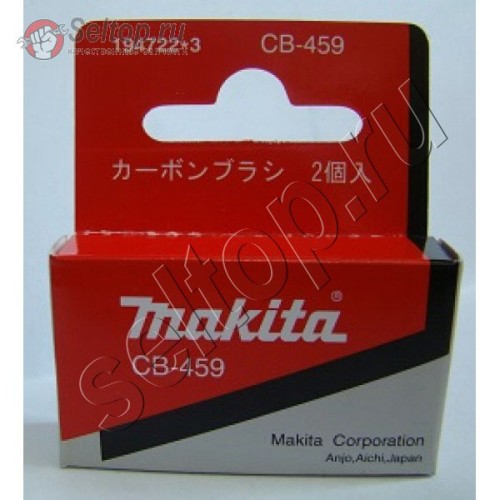 Seltop.ru
194722*3 CB-459
カーボンブラシ 2個入
makita®
CB-459
Makita Corporation
Anjo,Aichi,Japan
seltop.ru